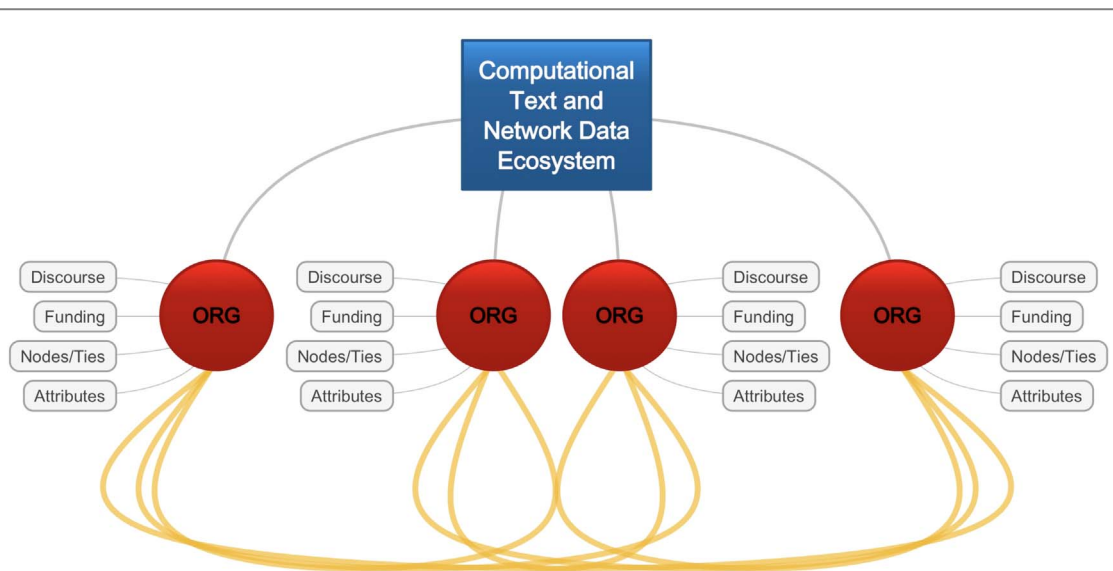 Computational
Text and
Network Data
Ecosystem
Discourse
Funding
Nodes/Ties
Attributes
ORG
Discourse
Funding
Nodes/Ties
Attributes
ORG
ORG
Discourse
Funding
Nodes/Ties
Attributes
ORG
Discourse
Funding
Nodes/Ties
Attributes